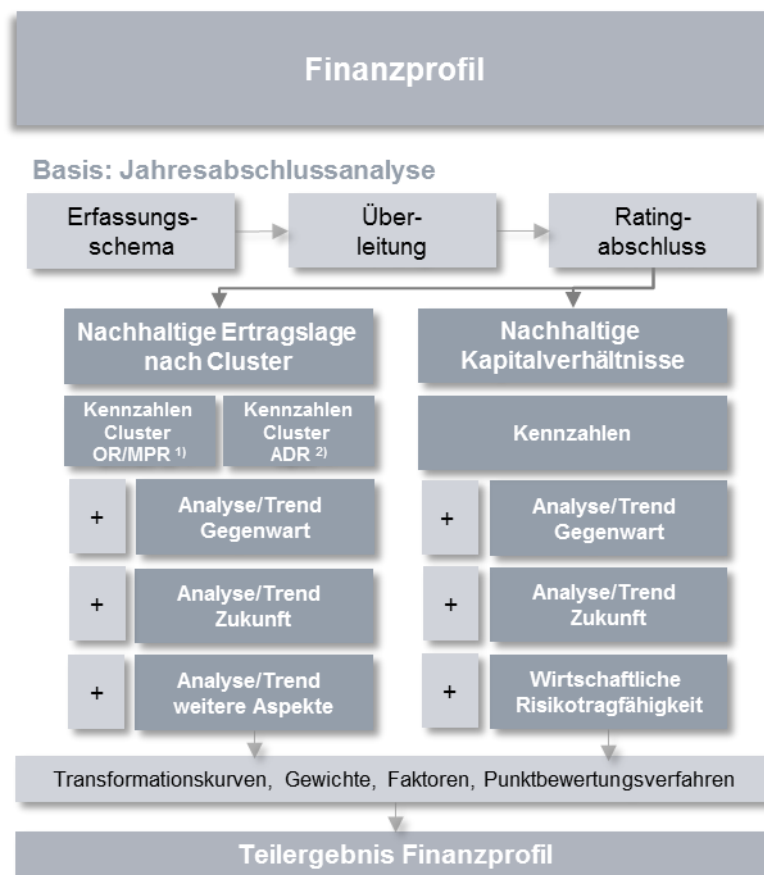 Finanzprofil
Basis: Jahresabschlussanalyse
Erfassungs-
schema
Über-
leitung
Rating-
abschluss
Nachhaltige Ertragslage
nach Cluster
Nachhaltige
Kapitalverhältnisse
Kennzahlen
Cluster
OR/MPR 1)
Kennzahlen
Cluster
ADR 2)
Kennzahlen
+
Analyse/Trend
Gegenwart
+
Analyse/Trend
Gegenwart
+
Analyse/Trend
Zukunft
+
Analyse/Trend
Zukunft
+
Analyse/Trend
weitere Aspekte
+
Wirtschaftliche
Risikotragfähigkeit
Transformationskurven, Gewichte, Faktoren, Punktbewertungsverfahren
Teilergebnis Finanzprofil